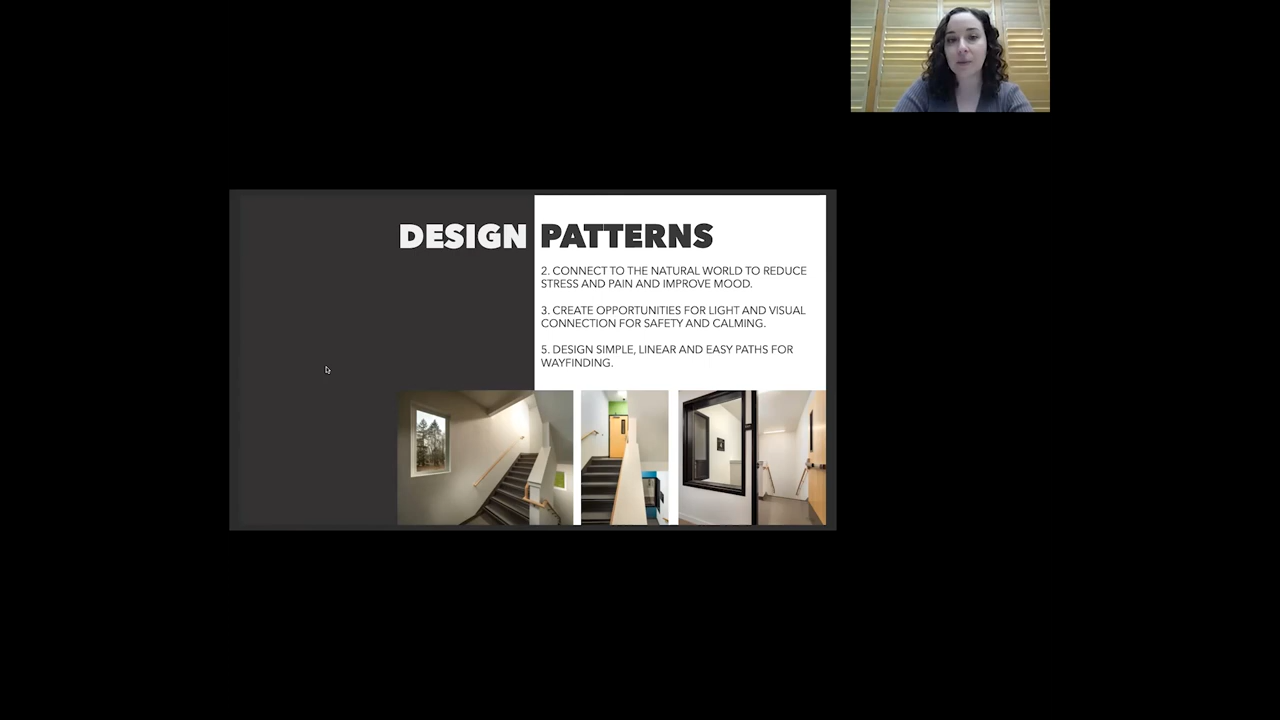 DESIGN PATTERNS
2. CONNECT TO THE NATURAL WORLD TO REDUCE
STRESS AND PAIN AND IMPROVE MOOD.
3. CREATE OPPORTUNITIES FOR LIGHT AND VISUAL
CONNECTION FOR SAFETY AND CALMING.
5. DESIGN SIMPLE, LINEAR AND EASY PATHS FOR
WAYFINDING.